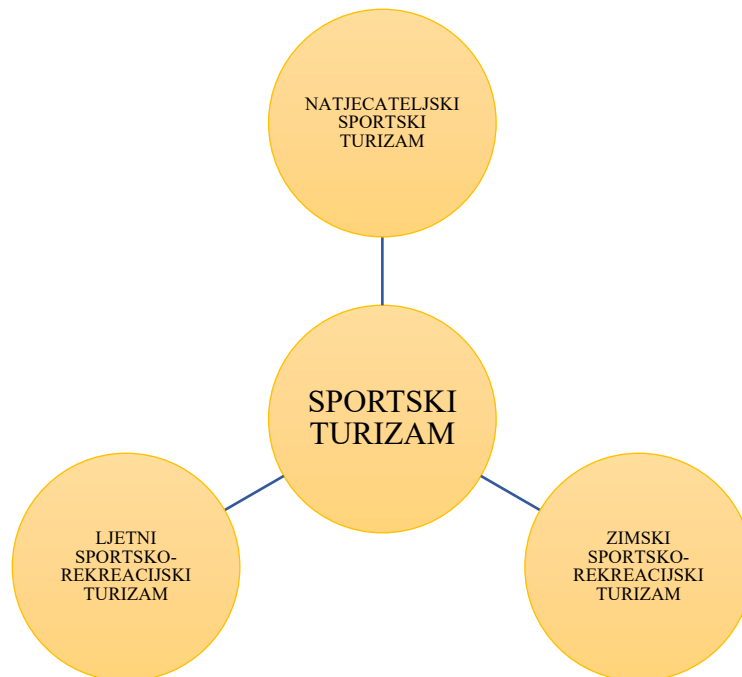 NATJECATELJSKI
SPORTSKI
TURIZAM
SPORTSKI
TURIZAM
LJETNI
SPORTSKO-
REKREACIJSKI
TURIZAM
ZIMSKI
SPORTSKO-
REKREACIJSKI
TURIZAM